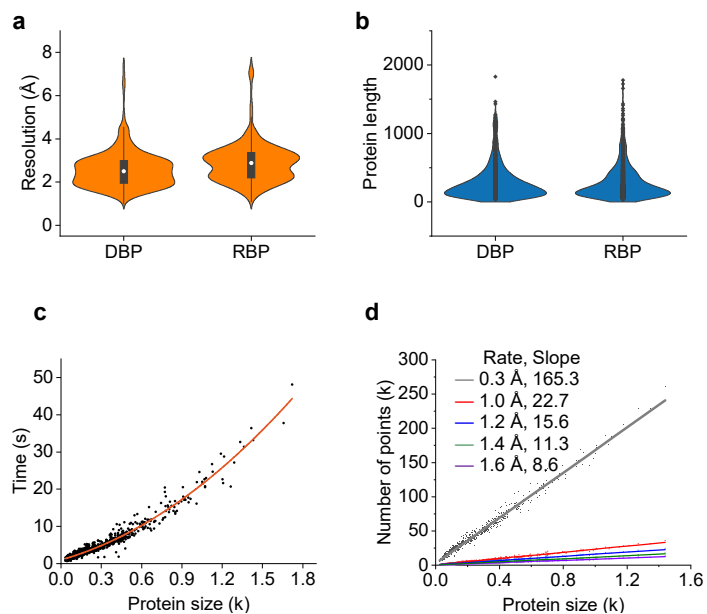 a
Resolution (Å)
8
6
4
2
0
DBP
RBP
b
Protein length
2000
1000
0
DBP
RBP
c
Time (s)
50
40
30
20
10
0
0.0
0.3
0.6
0.9
1.2
1.5
1.8
Protein size (k)
d
Number of points (k)
300
250
200
150
100
50
0
Rate, Slope
0.3 Å, 165.3
1.0 Å, 22.7
1.2 Å, 15.6
1.4 Å, 11.3
1.6 Å, 8.6
0.0
0.4
0.8
1.2
1.6
Protein size (k)